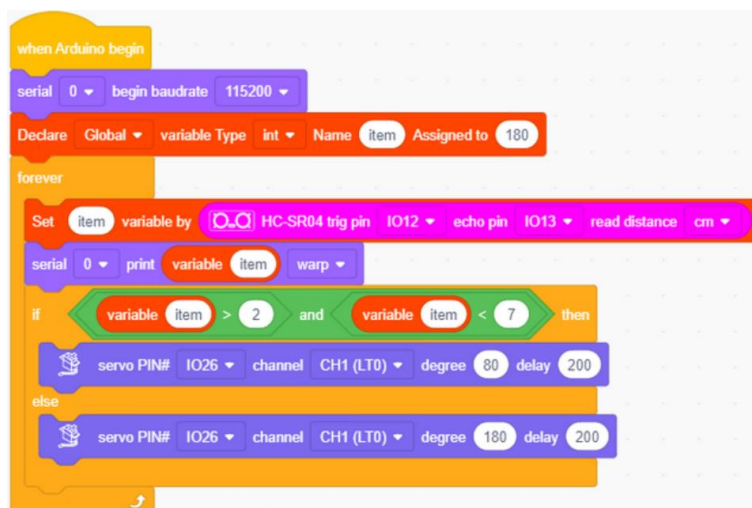 when Arduino begin
serial 0 begin baudrate 115200
Declare Global variable Type int Name item Assigned to 180
forever
Set item variable by HC-SR04 trig pin IO12 echo pin IO13 read distance cm
serial 0 print variable item warp
if variable item > 2 and variable item < 7 then
servo PIN# IO26 channel CH1 (LT0) degree 80 delay 200
else
servo PIN# IO26 channel CH1 (LT0) degree 180 delay 200